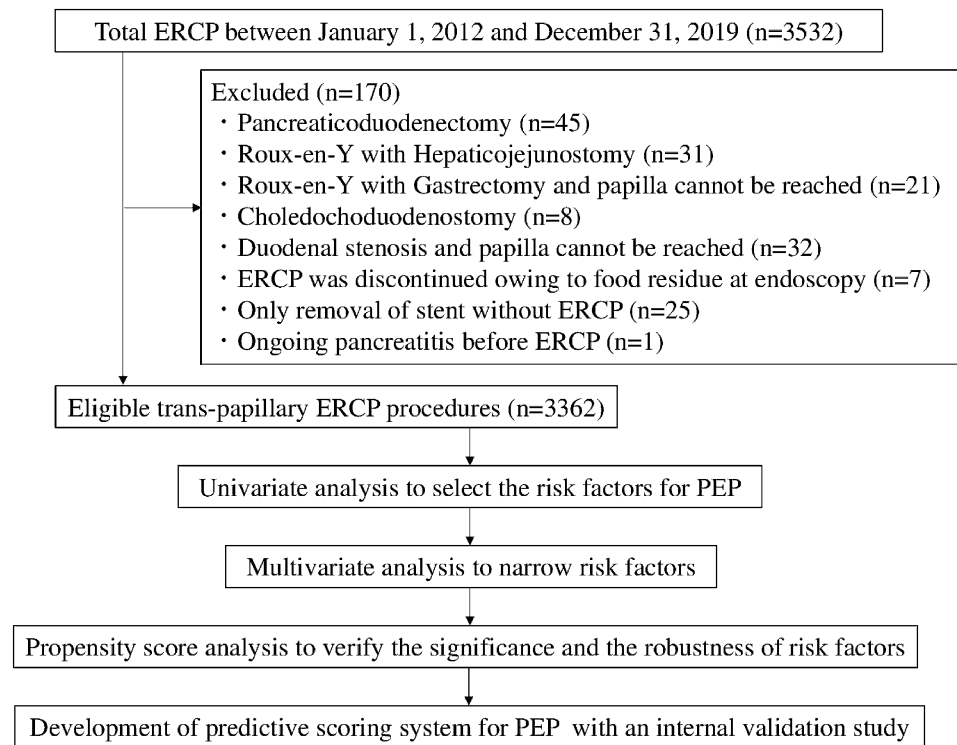 Total ERCP between January 1, 2012 and December 31, 2019 (n=3532)
Excluded (n=170)
・Pancreaticoduodenectomy (n=45)
・Roux-en-Y with Hepaticojejunostomy (n=31)
・Roux-en-Y with Gastrectomy and papilla cannot be reached (n=21)
・Choledochoduodenostomy (n=8)
・Duodenal stenosis and papilla cannot be reached (n=32)
・ERCP was discontinued owing to food residue at endoscopy (n=7)
・Only removal of stent without ERCP (n=25)
・Ongoing pancreatitis before ERCP (n=1)
Eligible trans-papillary ERCP procedures (n=3362)
Univariate analysis to select the risk factors for PEP
Multivariate analysis to narrow risk factors
Propensity score analysis to verify the significance and the robustness of risk factors
Development of predictive scoring system for PEP with an internal validation study